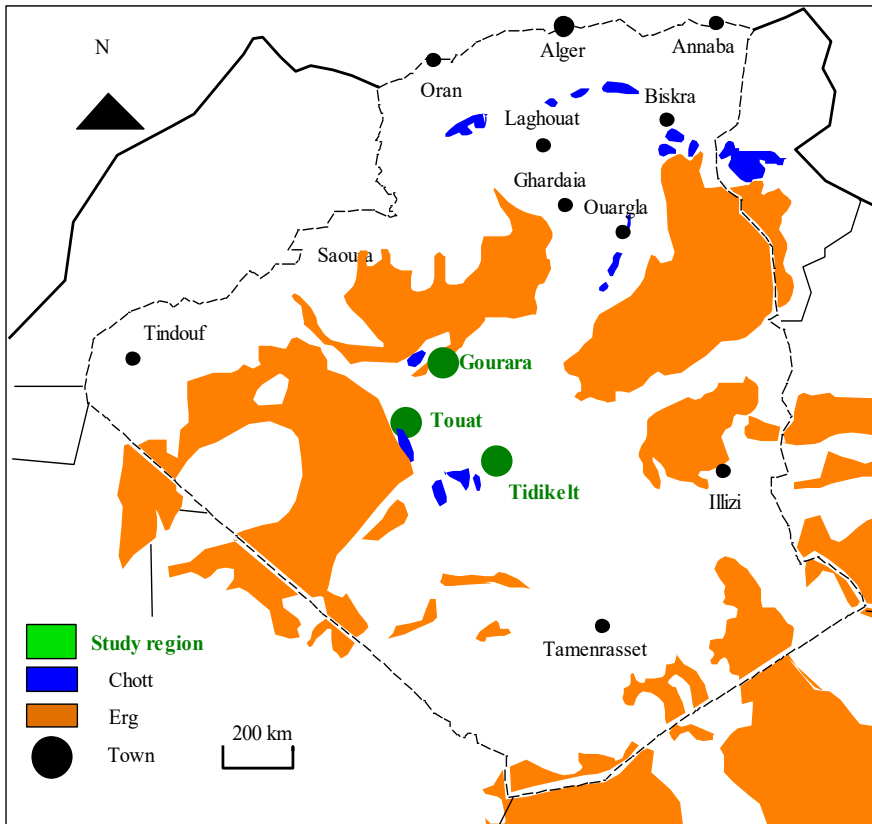 N
Alger
Annaba
Oran
Biskra
Laghouat
Ghardaia
Ouargla
Saoura
Tindouf
Gourara
Touat
Tidikelt
Illizi
Tamenrasset
Study region
Chott
Erg
Town
200 km